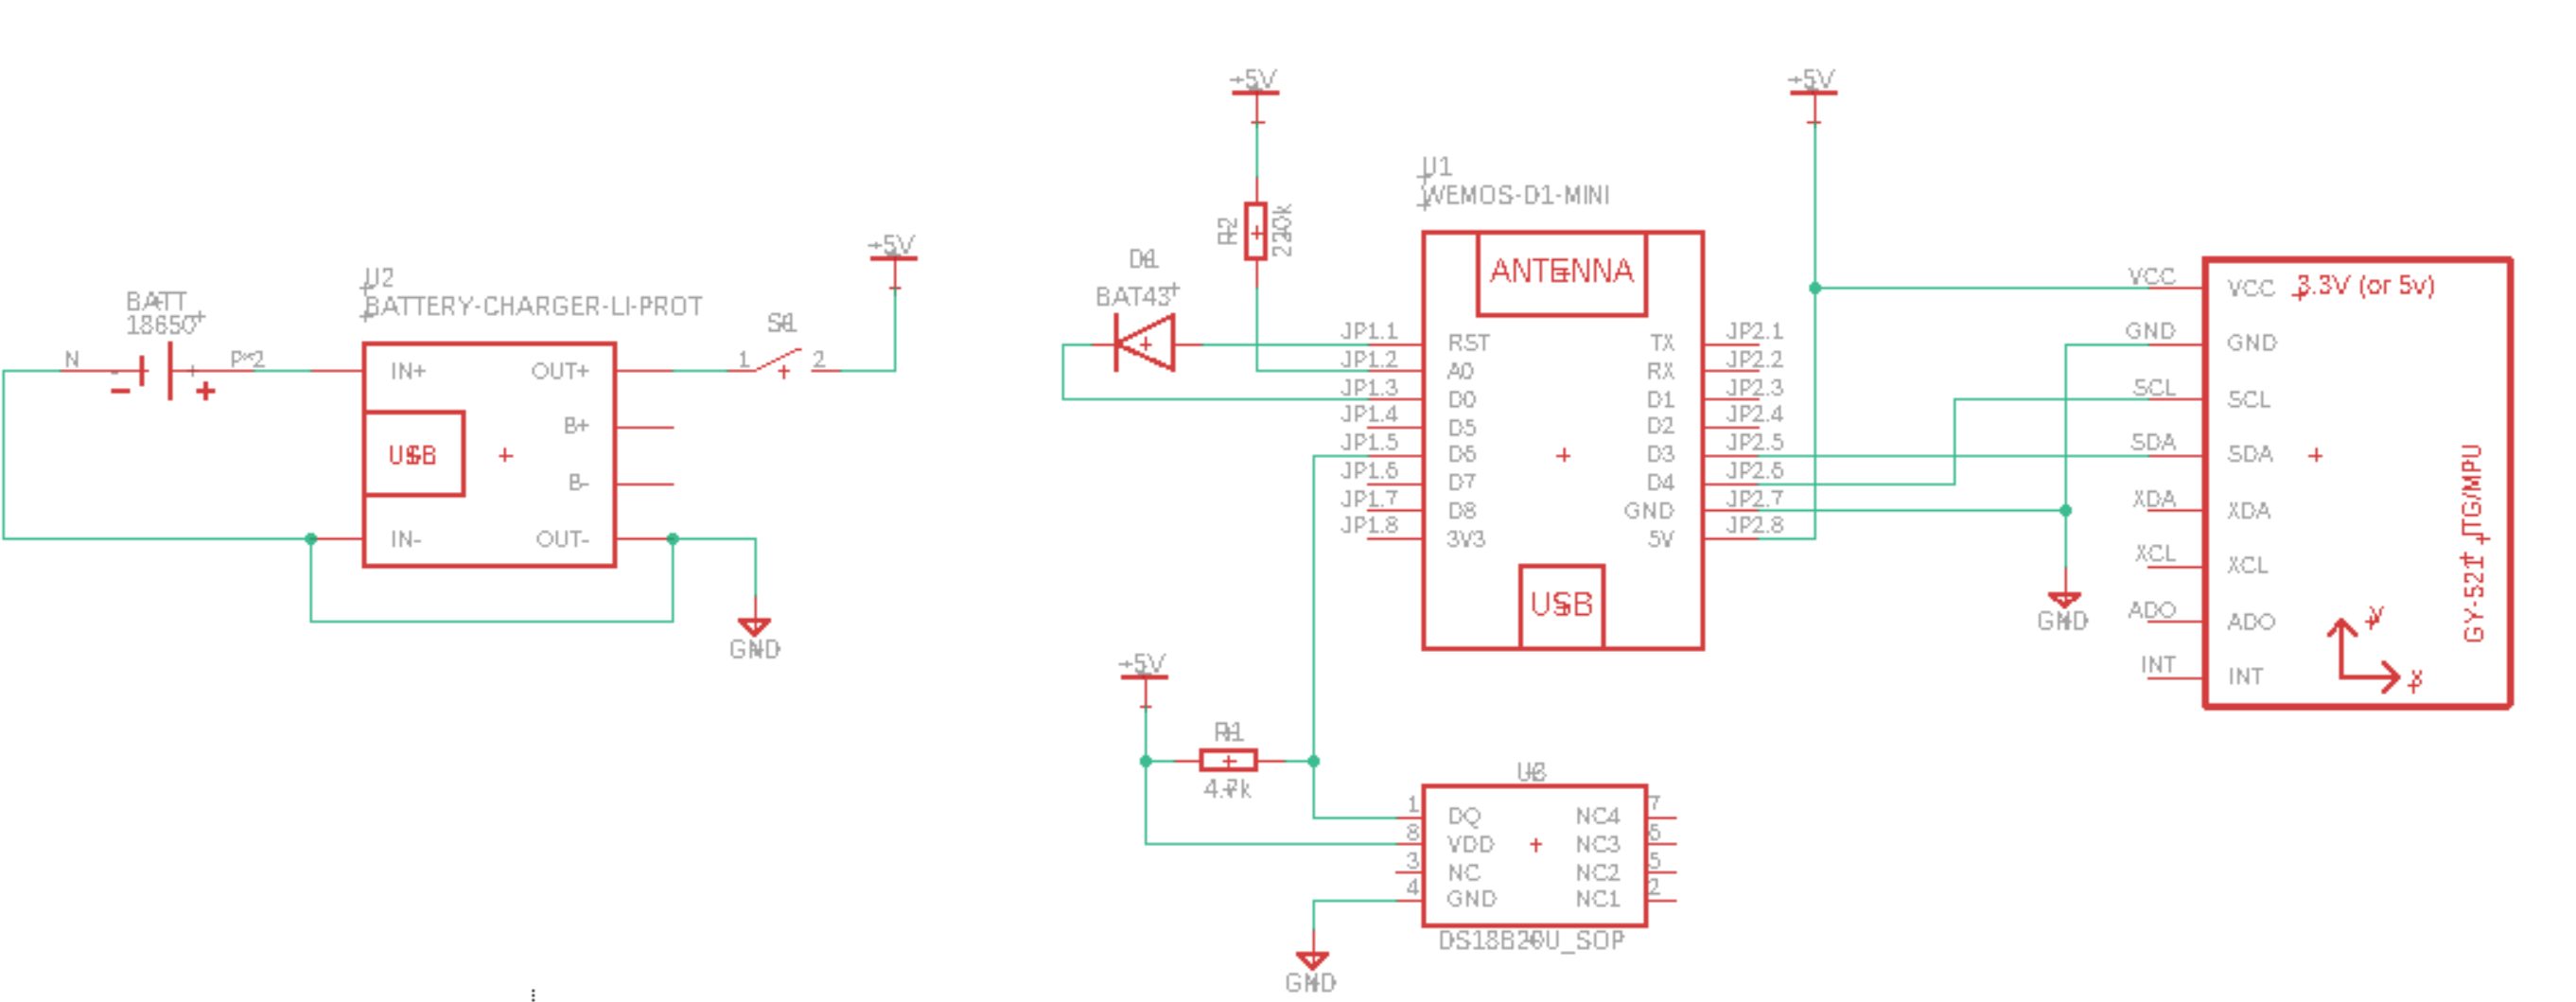 BATT
18650
N
-
+
P*2
U2
BATTERY-CHARGER-LI-PROT
IN+
OUT+
B+
USB
B-
IN-
OUT-
S1
1
2
+5V
GND
+5V
R2
220k
D1
BAT43
U1
WEMOS-D1-MINI
ANTENNA
USB
JP1.1
RST
JP1.2
A0
JP1.3
D0
JP1.4
D5
JP1.5
D6
JP1.6
D7
JP1.7
D8
JP1.8
3V3
TX
JP2.1
RX
JP2.2
D1
JP2.3
D2
JP2.4
D3
JP2.5
D4
JP2.6
GND
JP2.7
5V
JP2.8
+5V
GND
VCC
VCC
3.3V (or 5v)
GND
GND
SCL
SCL
SDA
SDA
XDA
XDA
XCL
XCL
ADO
ADO
INT
INT
GY-521
y
x
+5V
R1
4.7k
1
DQ
8
VDD
3
NC
4
GND
NC4
7
NC3
6
NC2
5
NC1
2
GND